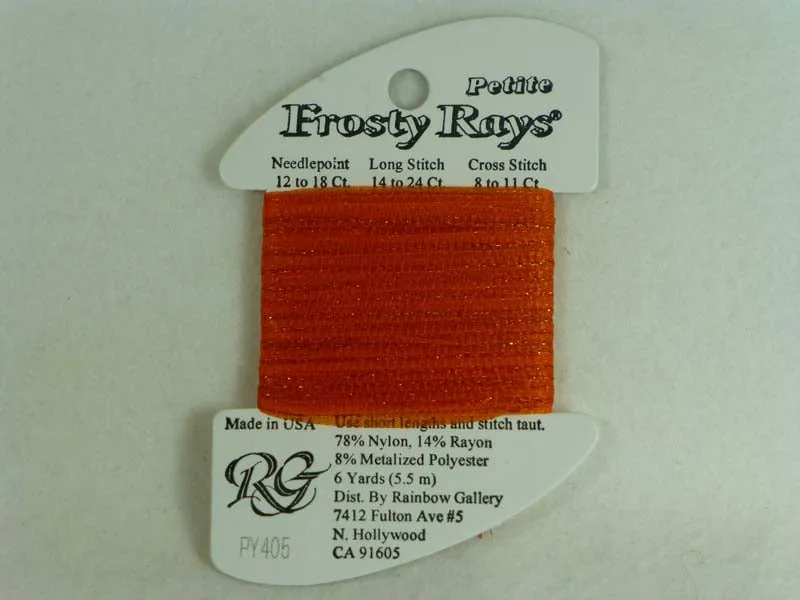 Petite
Frosty Rays®
Needlepoint Long Stitch Cross Stitch
12 to 18 Ct. 14 to 24 Ct. 8 to 11 Ct
Made in USA Use short lengths and stitch taut.
78% Nylon, 14% Rayon
8% Metalized Polyester
6 Yards (5.5 m)
RG
Dist. By Rainbow Gallery
7412 Fulton Ave #5
N. Hollywood
PY405
CA 91605